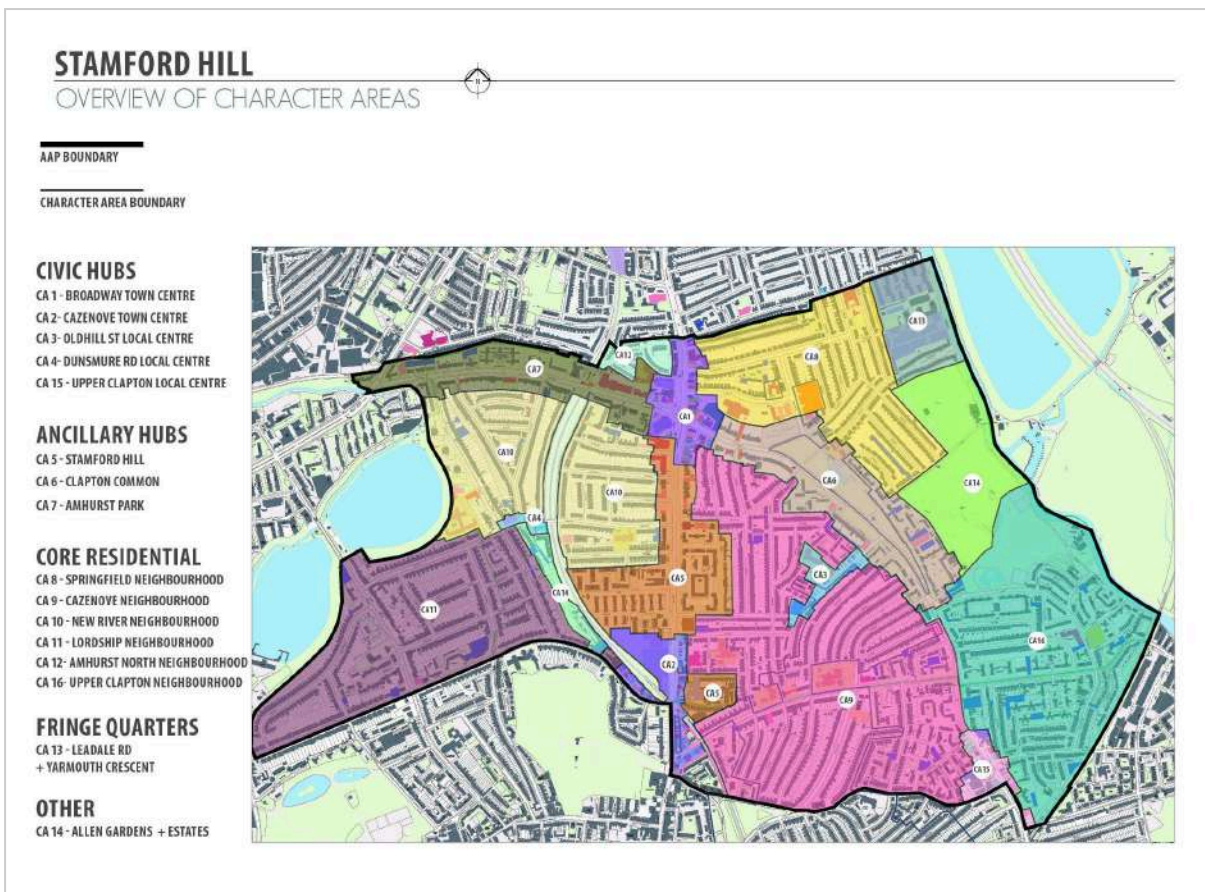 STAMFORD HILL
OVERVIEW OF CHARACTER AREAS
N
AAP BOUNDARY
CHARACTER AREA BOUNDARY
CIVIC HUBS
CA 1 - BROADWAY TOWN CENTRE
CA 2- CAZENOVE TOWN CENTRE
CA 3- OLDHILL ST LOCAL CENTRE
CA 4- DUNSMURE RD LOCAL CENTRE
CA 15 - UPPER CLAPTON LOCAL CENTRE
ANCILLARY HUBS
CA 5 - STAMFORD HILL
CA 6 - CLAPTON COMMON
CA 7 - AMHURST PARK
CORE RESIDENTIAL
CA 8 - SPRINGFIELD NEIGHBOURHOOD
CA 9 - CAZENOVE NEIGHBOURHOOD
CA 10 - NEW RIVER NEIGHBOURHOOD
CA 11 - LORDSHIP NEIGHBOURHOOD
CA 12- AMHURST NORTH NEIGHBOURHOOD
CA 16- UPPER CLAPTON NEIGHBOURHOOD
FRINGE QUARTERS
CA 13 - LEADALE RD
+ YARMOUTH CRESCENT
OTHER
CA 14 - ALLEN GARDENS + ESTATES
CA13
CA12
CA8
CA7
CA1
CA10
CA6
CA14
CA10
CA4
CA3
CA5
CA14
CA11
CA16
CA2
CA5
CA9
CA15